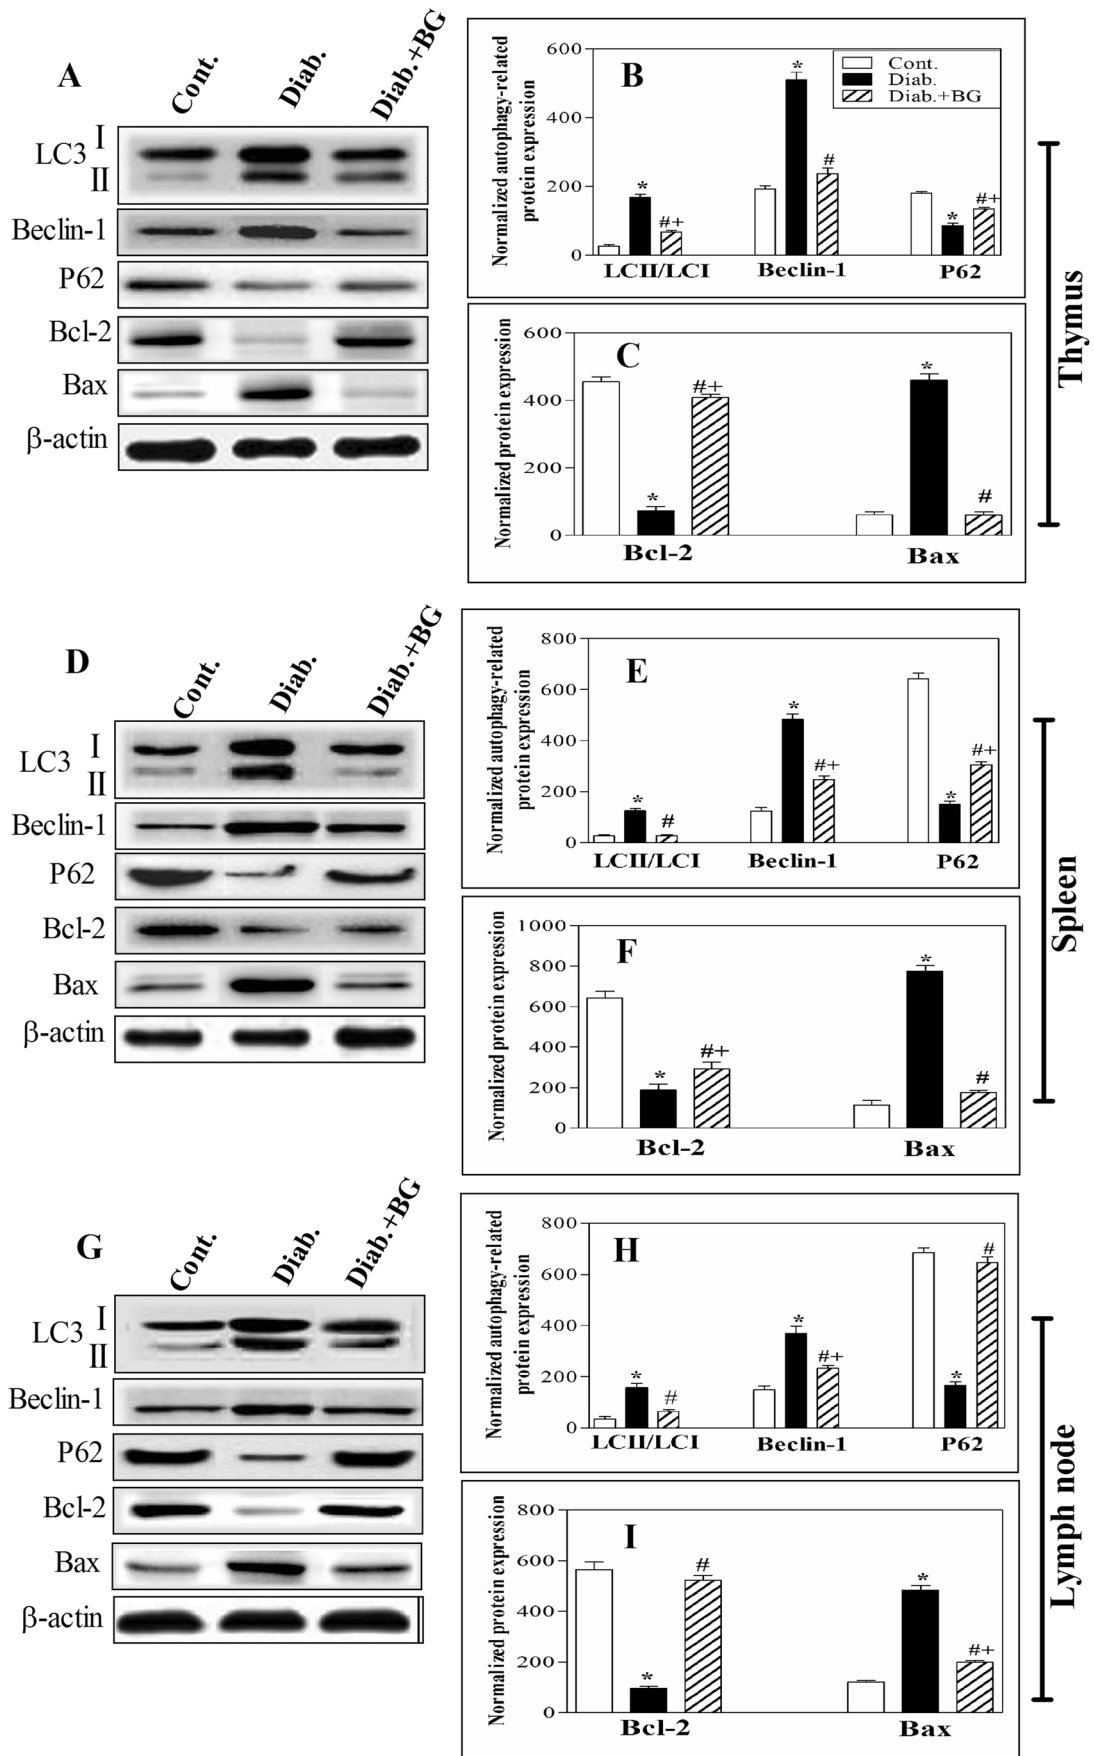 A
Cont.
Diab.
Diab.+BG
LC3
I
II
Beclin-1
P62
Bcl-2
Bax
β-actin
B
Normalized autophagy-related
protein expression
600
400
200
0
Cont.
Diab.
Diab.+BG
*
#+
*
#
*
#+
LCII/LCI
Beclin-1
P62
C
Normalized protein expression
600
400
200
0
*
#+
*
#
Bcl-2
Bax
Thymus
D
Cont.
Diab.
Diab.+BG
LC3
I
II
Beclin-1
P62
Bcl-2
Bax
β-actin
E
Normalized autophagy-related
protein expression
800
600
400
200
0
*
#
*
#+
*
#+
LCII/LCI
Beclin-1
P62
F
Normalized protein expression
1000
800
600
400
200
0
*
#+
*
#
Bcl-2
Bax
Spleen
G
Cont.
Diab.
Diab.+BG
LC3
I
II
Beclin-1
P62
Bcl-2
Bax
β-actin
H
Normalized autophagy-related
protein expression
800
600
400
200
0
*
#
*
#+
*
#
LCII/LCI
Beclin-1
P62
I
Normalized protein expression
800
600
400
200
0
*
#
*
#+
Bcl-2
Bax
Lymph node